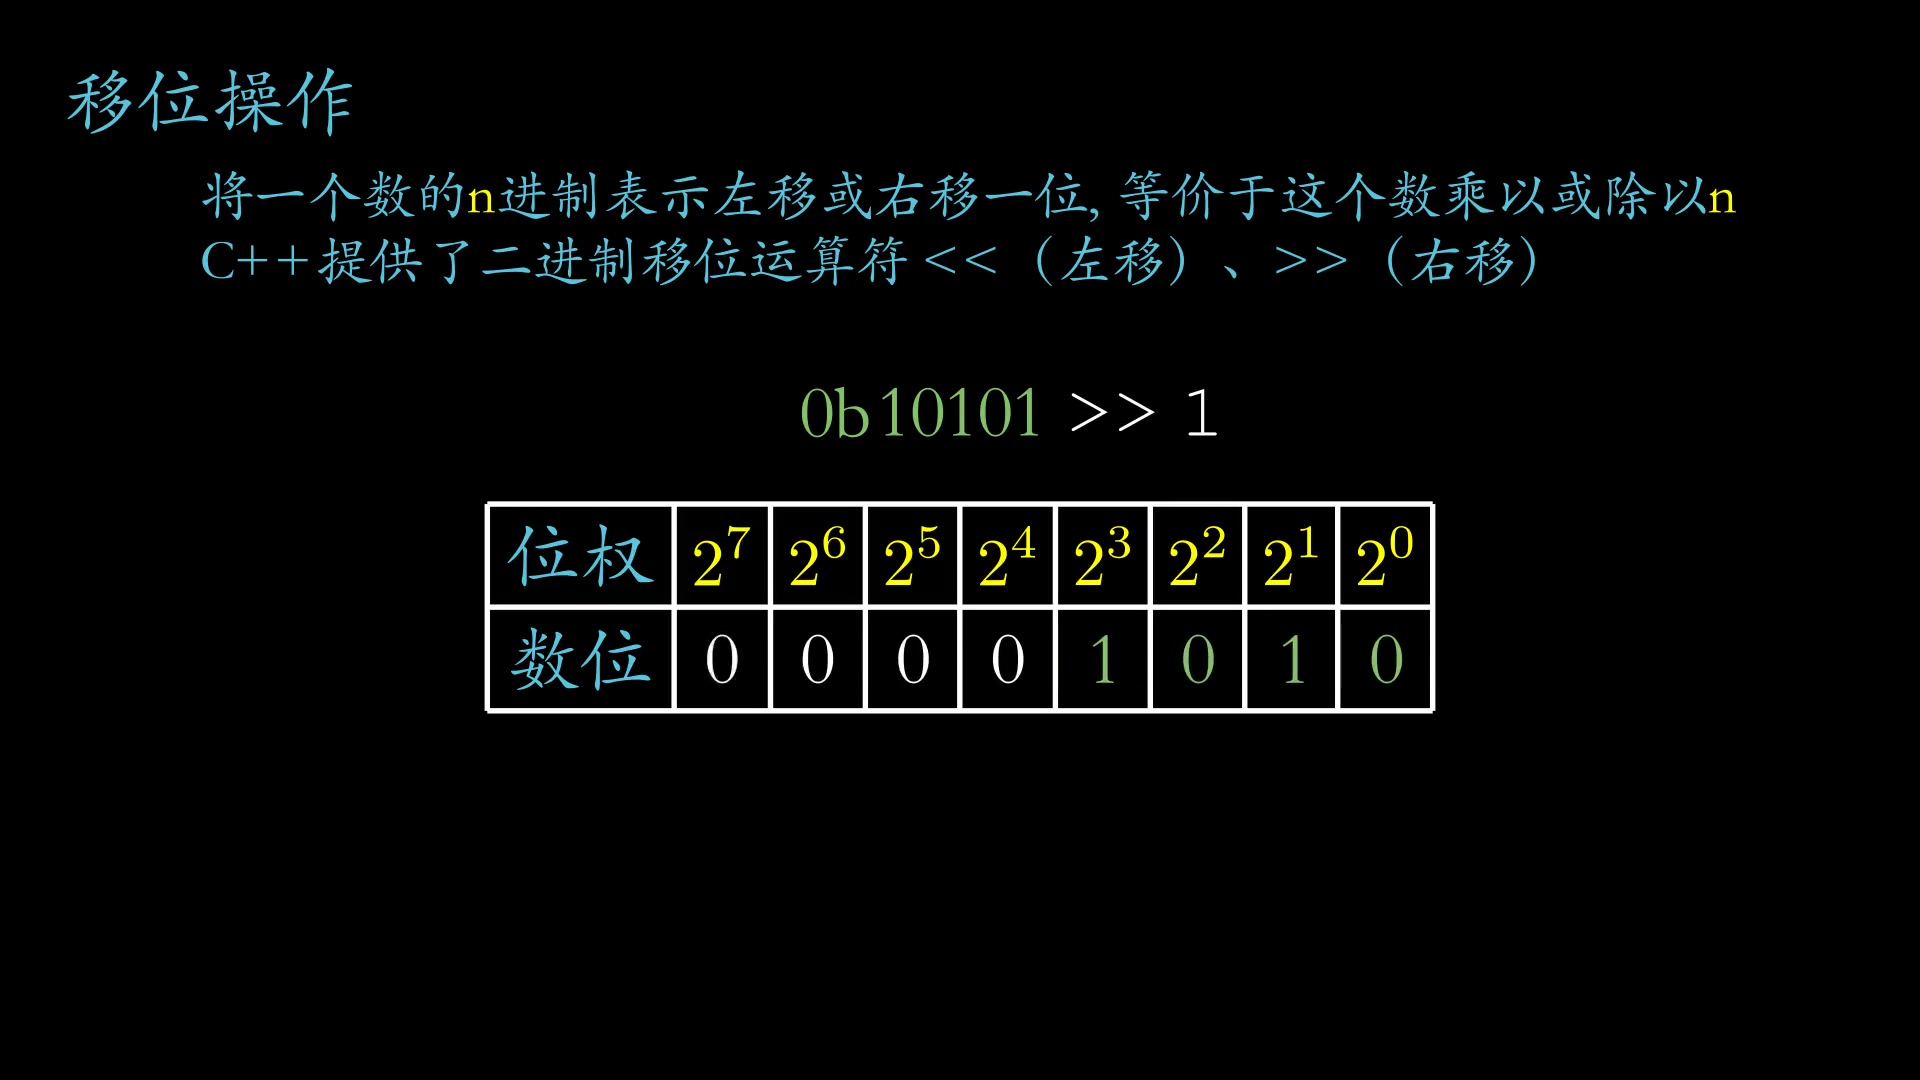 移位操作
将一个数的n进制表示左移或右移一位, 等价于这个数乘以或除以n
C++提供了二进制移位运算符<<（左移）、>>（右移）
0b10101 >> 1
位权 2^7 2^6 2^5 2^4 2^3 2^2 2^1 2^0
数位 0 0 0 0 1 0 1 0